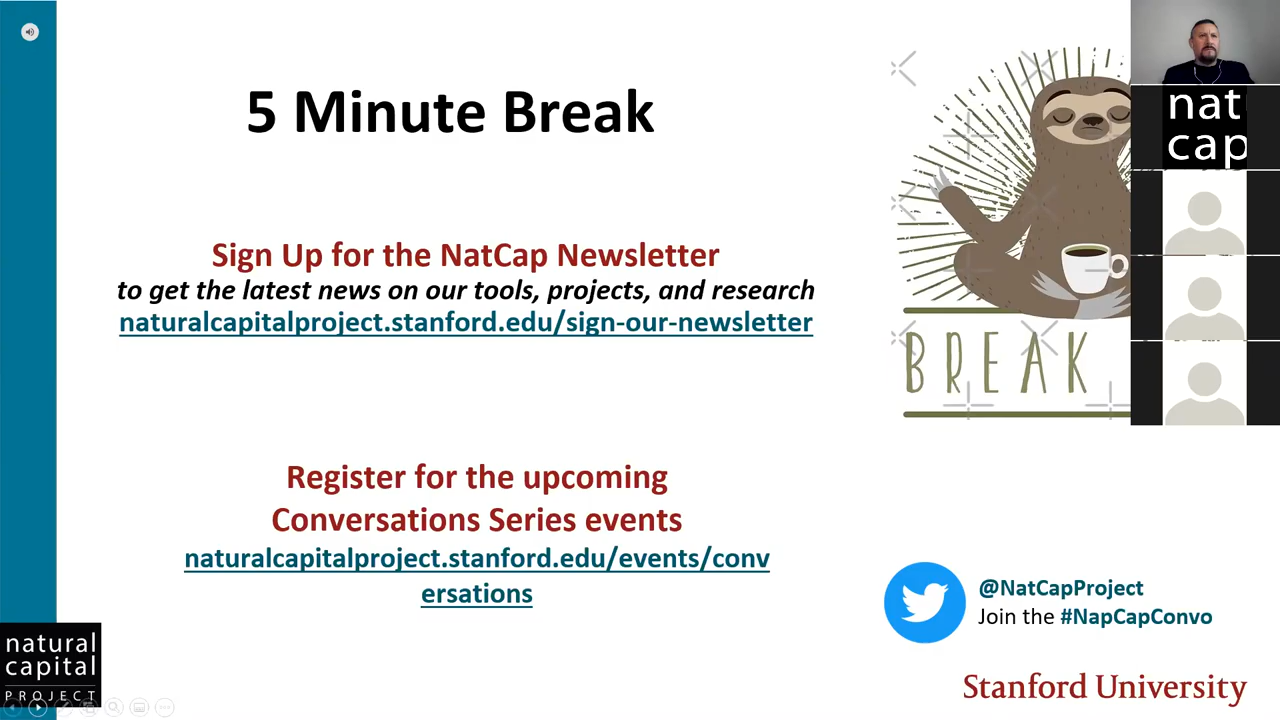 5 Minute Break
Sign Up for the NatCap Newsletter
to get the latest news on our tools, projects, and research
naturalcapitalproject.stanford.edu/sign-our-newsletter
Register for the upcoming
Conversations Series events
naturalcapitalproject.stanford.edu/events/conv
ersations
BREAK
nat
cap
@NatCapProject
Join the #NapCapConvo
Stanford University
natural
capital
PROJECT